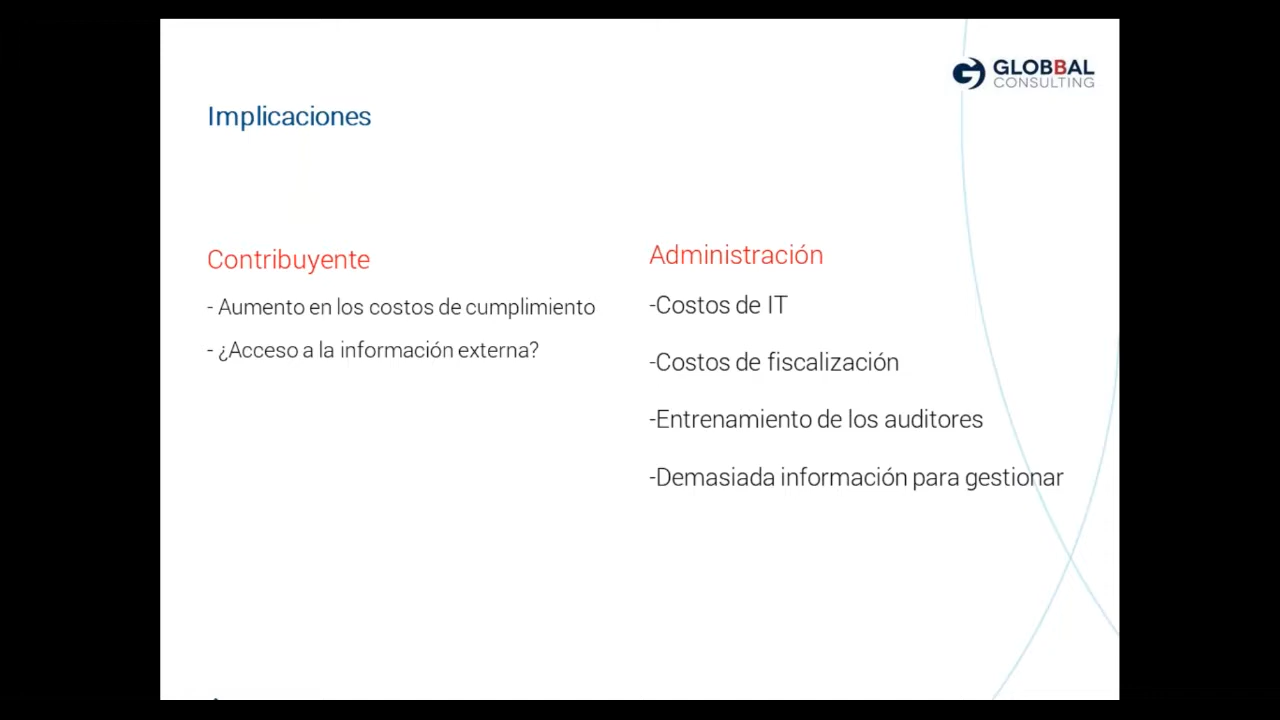 GLOBBAL
CONSULTING
Implicaciones
Contribuyente
- Aumento en los costos de cumplimiento
- ¿Acceso a la información externa?
Administración
-Costos de IT
-Costos de fiscalización
-Entrenamiento de los auditores
-Demasiada información para gestionar